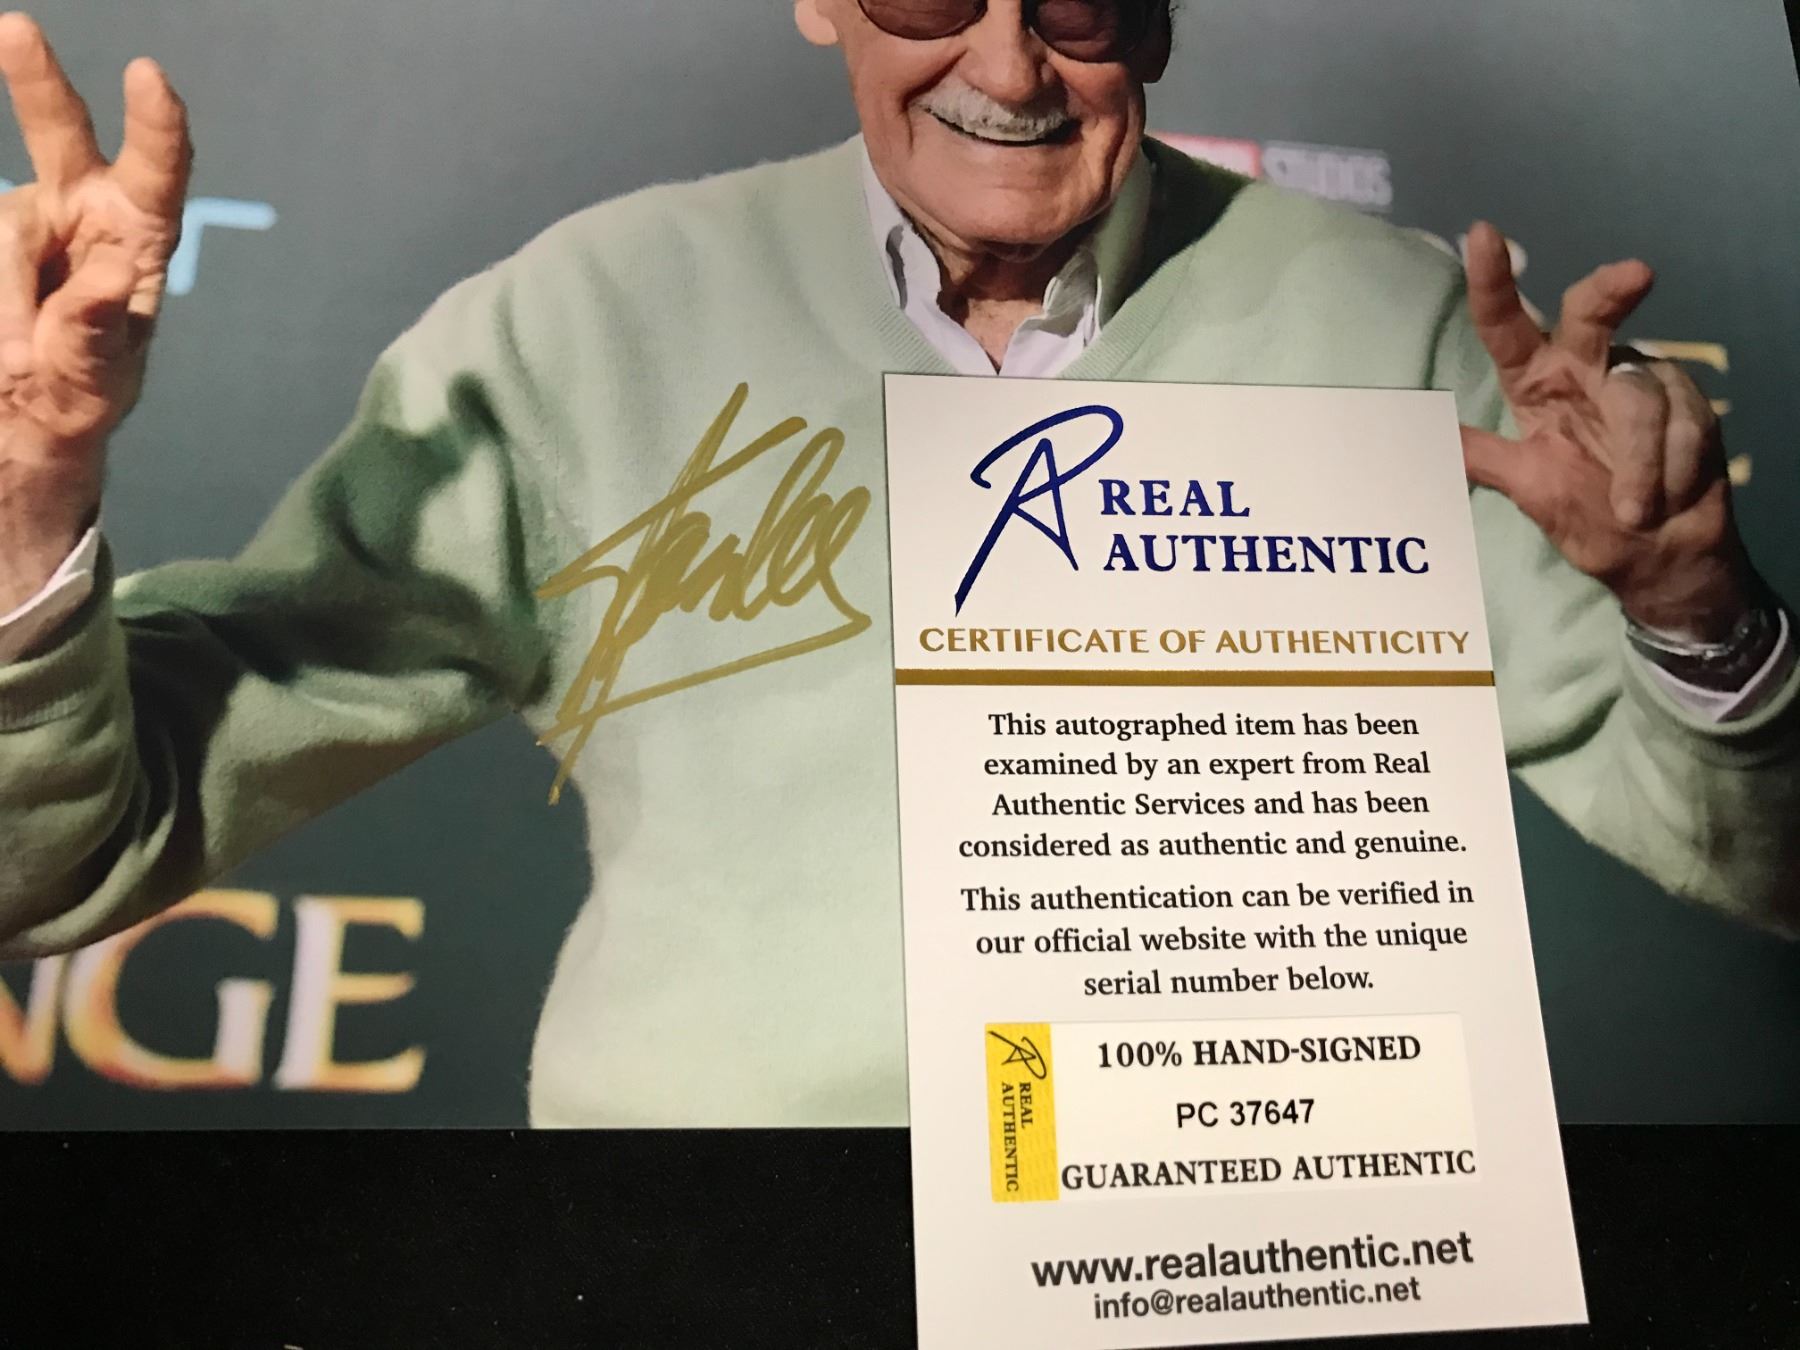 STUDIOS
Stan Lee
NGE
REAL
AUTHENTIC
CERTIFICATE OF AUTHENTICITY
This autographed item has been
examined by an expert from Real
Authentic Services and has been
considered as authentic and genuine.
This authentication can be verified in
our official website with the unique
serial number below.
REAL
AUTHENTIC
100% HAND-SIGNED
PC 37647
GUARANTEED AUTHENTIC
www.realauthentic.net
info@realauthentic.net